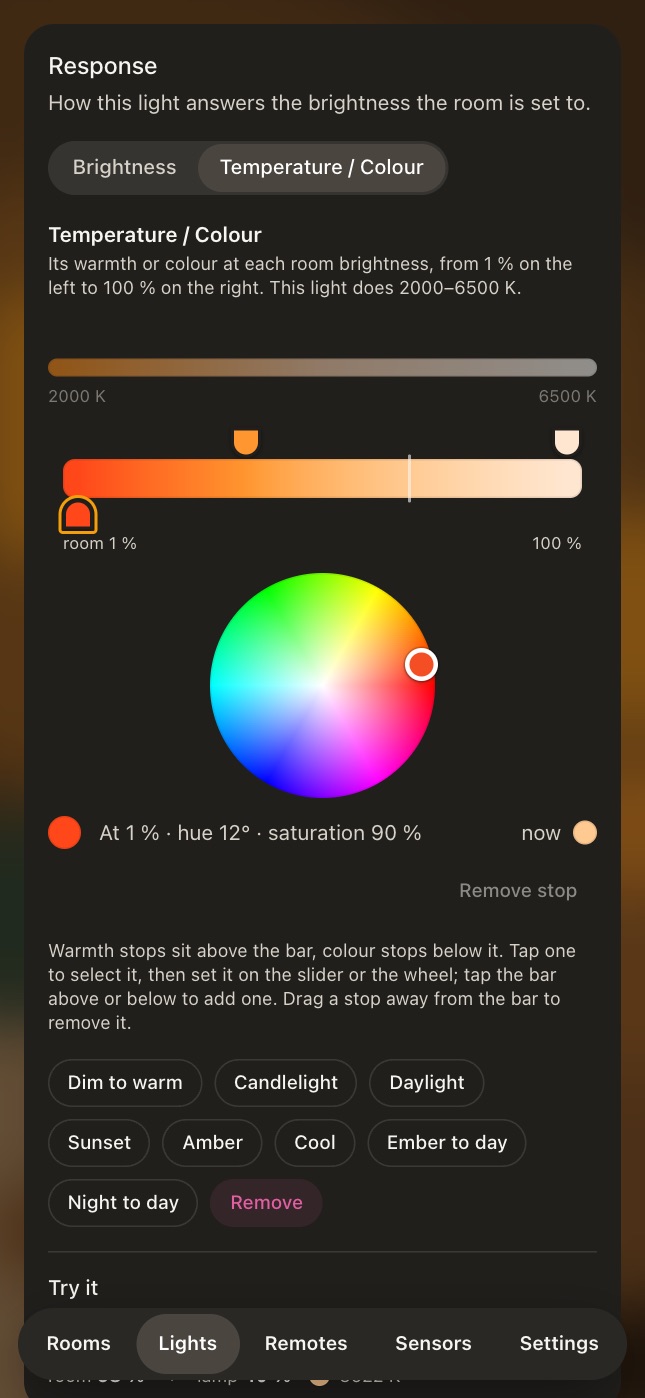 Response
How this light answers the brightness the room is set to.
Brightness
Temperature / Colour
Temperature / Colour
Its warmth or colour at each room brightness, from 1 % on the
left to 100 % on the right. This light does 2000–6500 K.
2000 K
6500 K
room 1 %
100 %
At 1 % · hue 12° · saturation 90 %
now
Remove stop
Warmth stops sit above the bar, colour stops below it. Tap one
to select it, then set it on the slider or the wheel; tap the bar
above or below to add one. Drag a stop away from the bar to
remove it.
Dim to warm
Candlelight
Daylight
Sunset
Amber
Cool
Ember to day
Night to day
Remove
Try it
Rooms
Lights
Remotes
Sensors
Settings